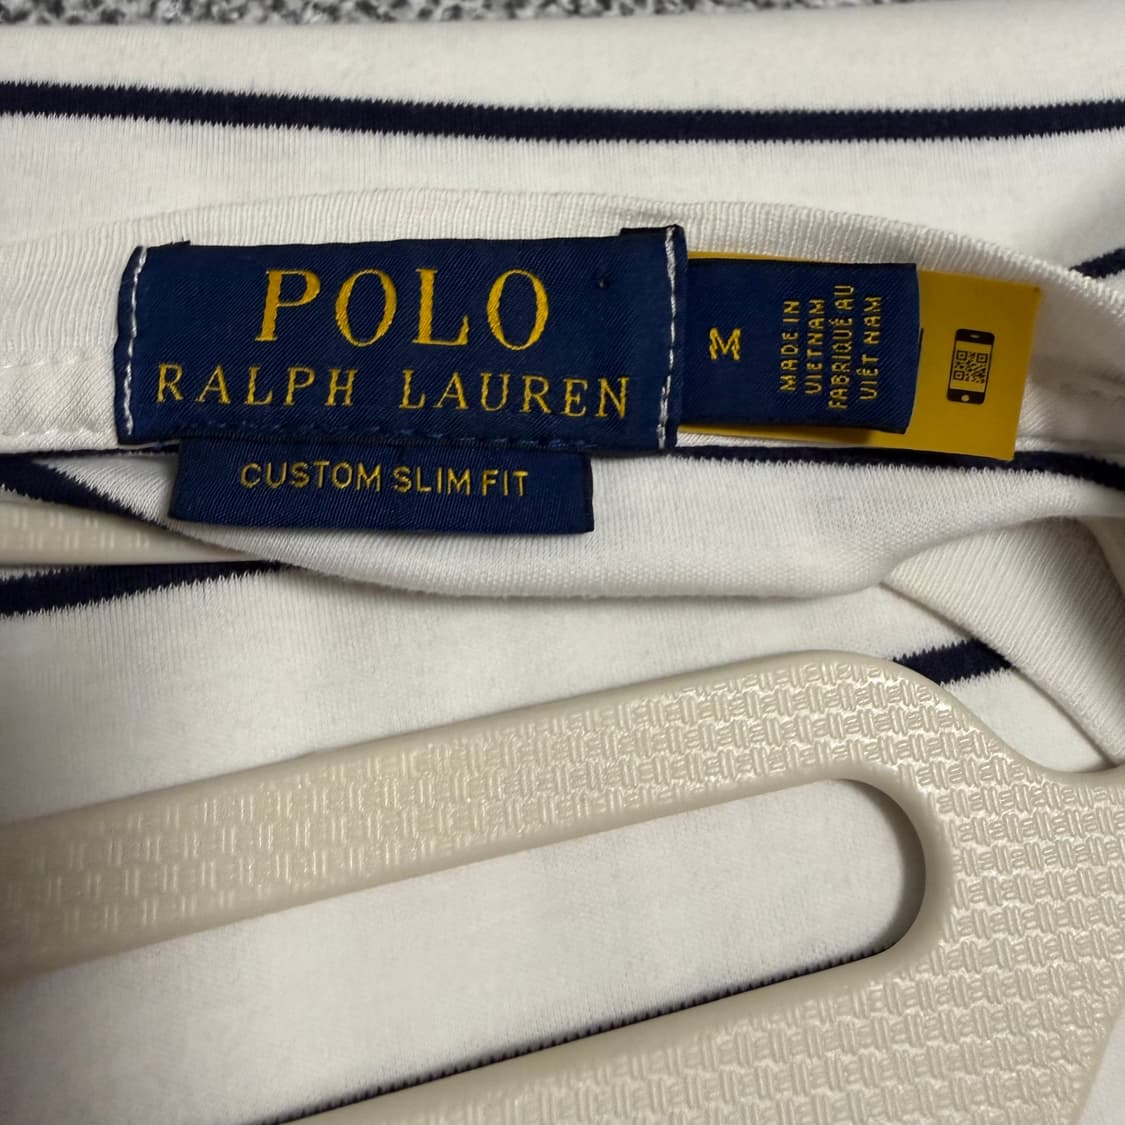 POLO
RALPH LAUREN
CUSTOM SLIM FIT
M
MADE IN
VIETNAM
FABRIQUÉ AU
VIÊT NAM